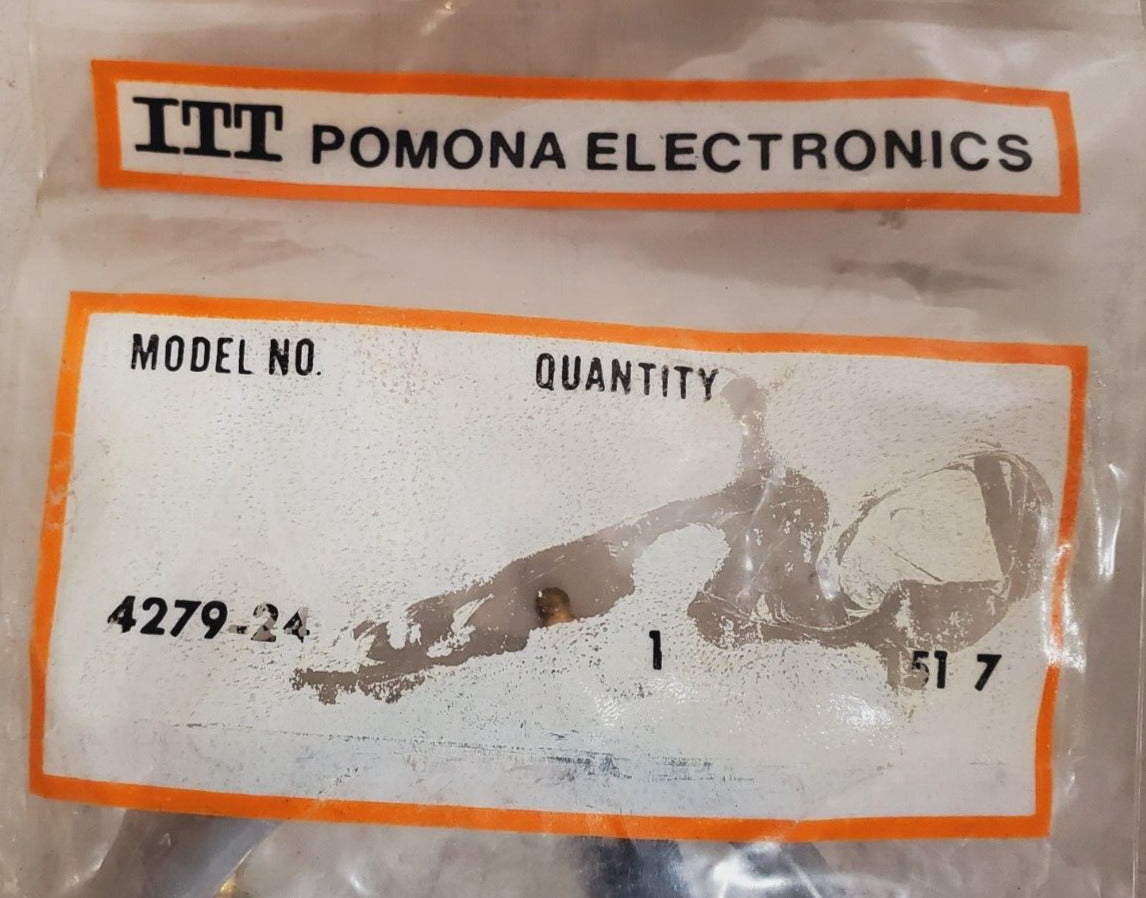 ITT POMONA ELECTRONICS
MODEL NO. QUANTITY
4279-24 1 51 7